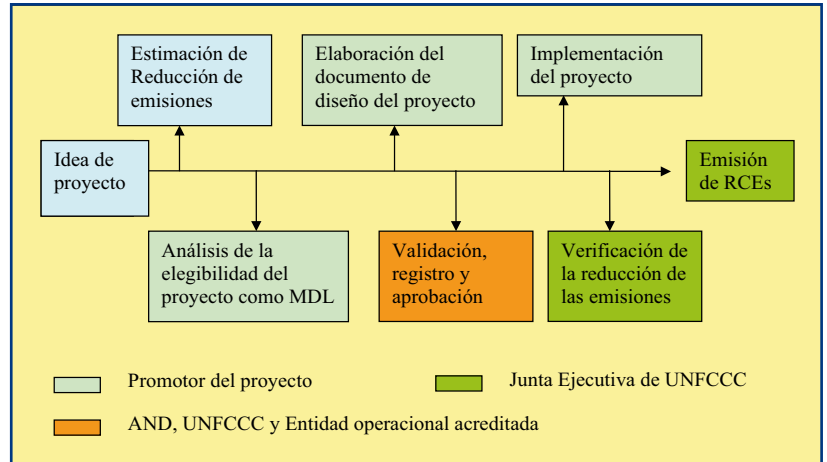 Estimación de
Reducción de
emisiones
Elaboración del
documento de
diseño del proyecto
Implementación
del proyecto
Idea de
proyecto
Emisión
de RCEs
Análisis de la
elegibilidad del
proyecto como MDL
Validación,
registro y
aprobación
Verificación de
la reducción de
las emisiones
Promotor del proyecto
Junta Ejecutiva de UNFCCC
AND, UNFCCC y Entidad operacional acreditada